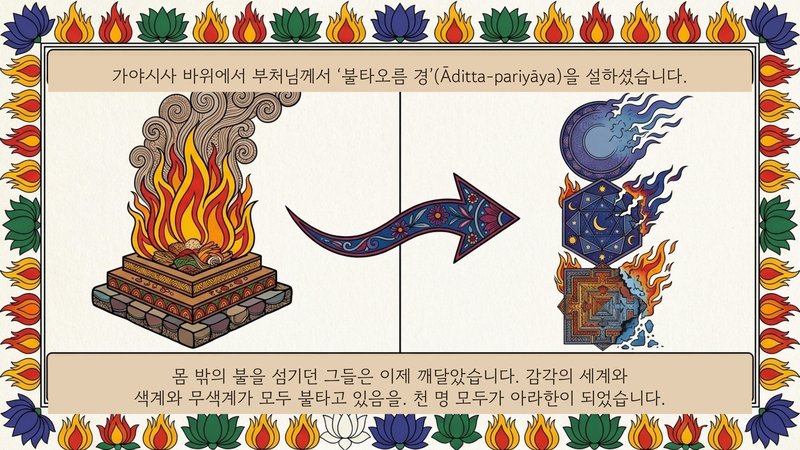 가야시사 바위에서 부처님께서 ‘불타오름 경’(Āditta-pariyāya)을 설하셨습니다.
몸 밖의 불을 섬기던 그들은 이제 깨달았습니다. 감각의 세계와
색계와 무색계가 모두 불타고 있음을. 천 명 모두가 아라한이 되었습니다.